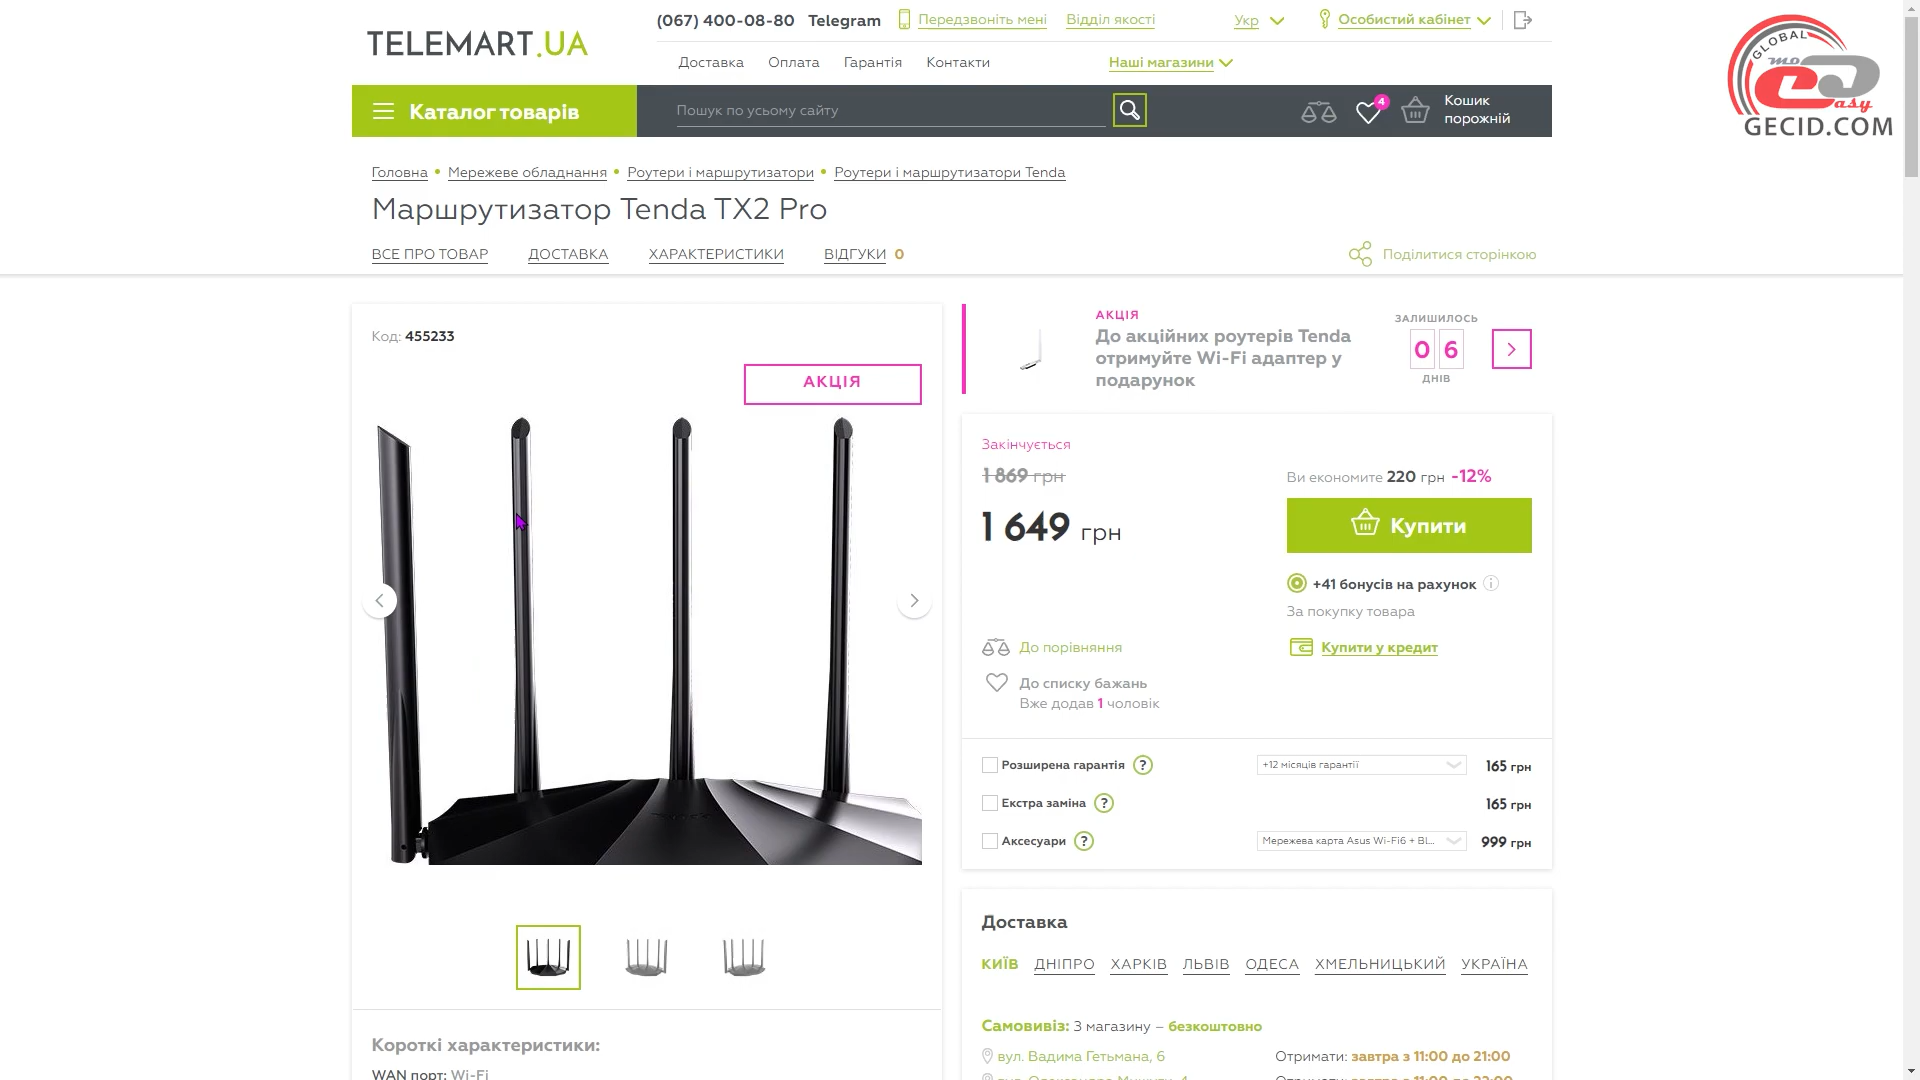 TELEMART.UA
(067) 400-08-80 Telegram Передзвоніть мені Відділ якості Укр Особистий кабінет
Доставка Оплата Гарантія Контакти Наші магазини
Каталог товарів
Пошук по усьому сайту
4
Кошик
порожній
GLOBAL
GECID.COM
Головна • Мережеве обладнання • Роутери і маршрутизатори • Роутери і маршрутизатори Tenda
Маршрутизатор Tenda TX2 Pro
ВСЕ ПРО ТОВАР ДОСТАВКА ХАРАКТЕРИСТИКИ ВІДГУКИ 0
Поділитися сторінкою
Код: 455233
АКЦІЯ
АКЦІЯ
До акційних роутерів Tenda
отримуйте Wi-Fi адаптер у
подарунок
ЗАЛИШИЛОСЬ
0 6
ДНІВ
Закінчується
1 869 грн
Ви економите 220 грн -12%
1 649 грн
Купити
+41 бонусів на рахунок
За покупку товара
До порівняння
Купити у кредит
До списку бажань
Вже додав 1 чоловік
Розширена гарантія ? +12 місяців гарантії 165 грн
Екстра заміна ? 165 грн
Аксесуари ? Мережева карта Asus Wi-Fi6 + Bl... 999 грн
Доставка
КИЇВ ДНІПРО ХАРКІВ ЛЬВІВ ОДЕСА ХМЕЛЬНИЦЬКИЙ УКРАЇНА
Самовивіз: З магазину – безкоштовно
вул. Вадима Гетьмана, 6 Отримати: завтра з 11:00 до 21:00
Короткі характеристики:
WAN порт: Wi-Fi